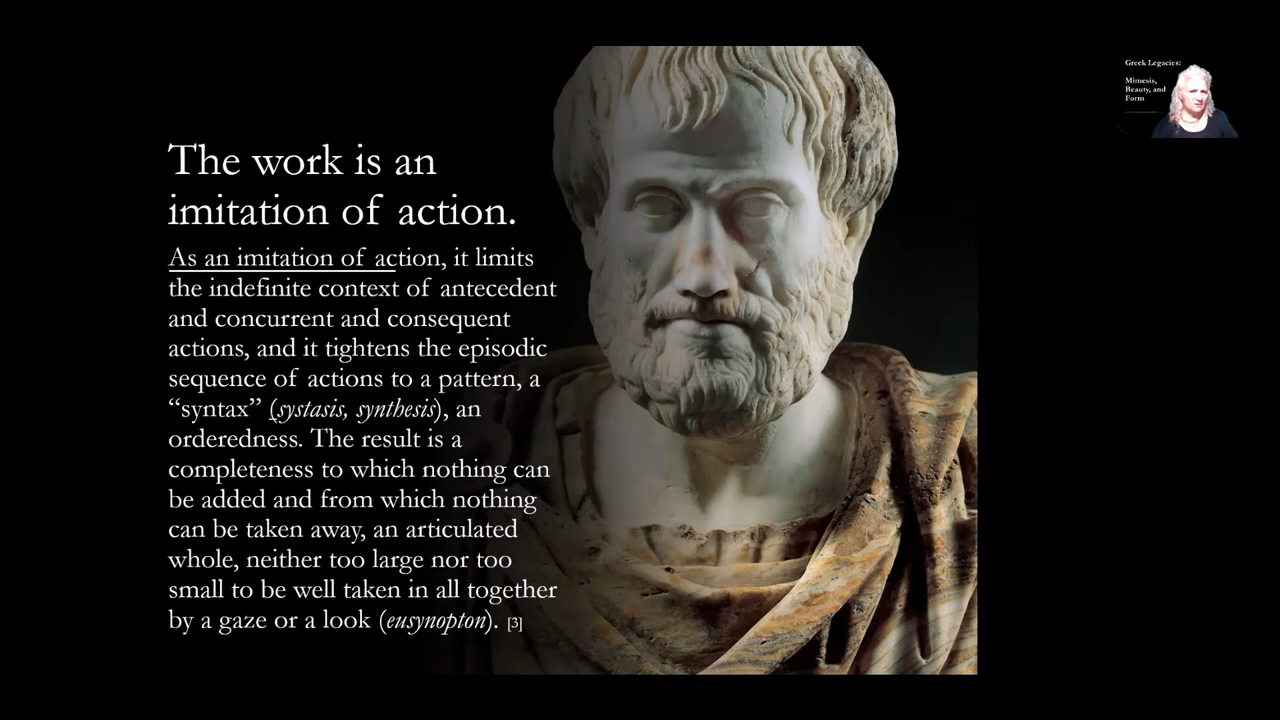 The work is an
imitation of action.
As an imitation of action, it limits
the indefinite context of antecedent
and concurrent and consequent
actions, and it tightens the episodic
sequence of actions to a pattern, a
“syntax” (systasis, synthesis), an
orderedness. The result is a
completeness to which nothing can
be added and from which nothing
can be taken away, an articulated
whole, neither too large nor too
small to be well taken in all together
by a gaze or a look (eusynopton). [3]
Greek Legacies:
Mimesis,
Beauty, and
Form